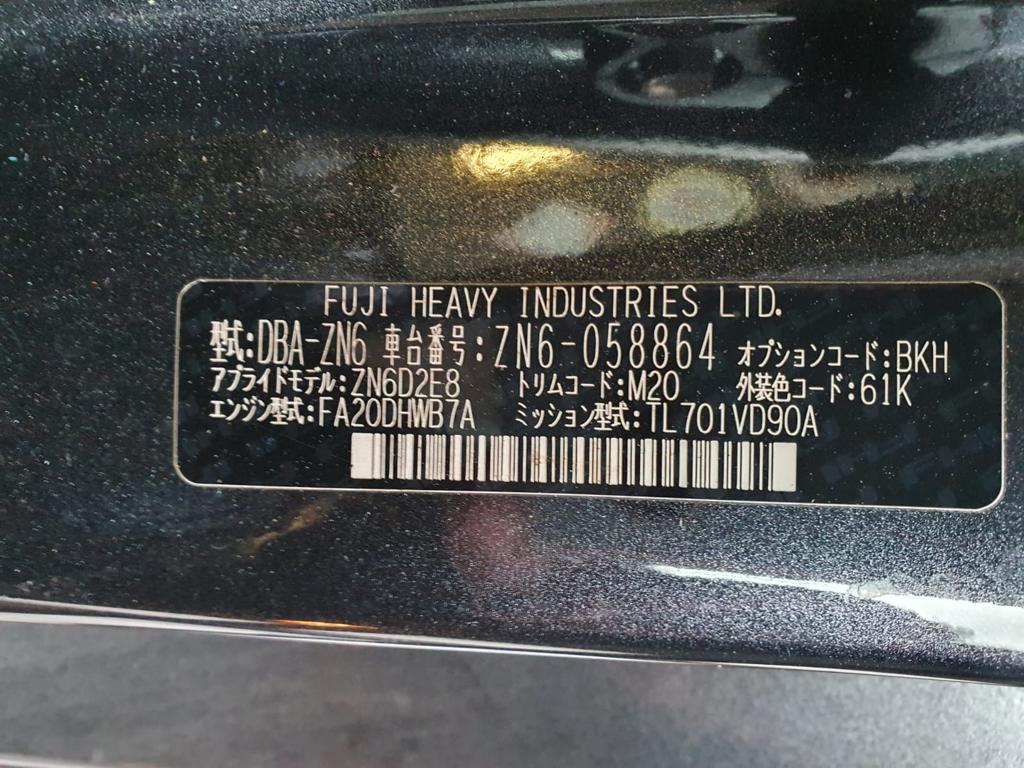 FUJI HEAVY INDUSTRIES LTD.
型式:DBA-ZN6 車台番号:ZN6-058864 オプションコード:BKH
アプライドモデル:ZN6D2E8 トリムコード:M20 外装色コード:61K
エンジン型式:FA20DHWB7A ミッション型式:TL701VD90A